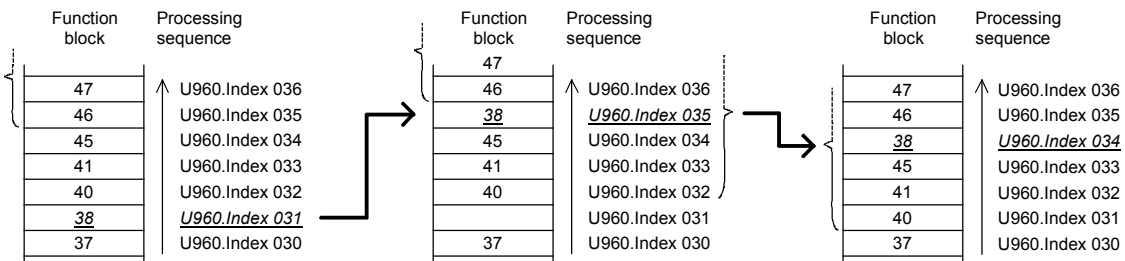 Function block Processing sequence
47 U960.Index 036
46 U960.Index 035
45 U960.Index 034
41 U960.Index 033
40 U960.Index 032
38 U960.Index 031
37 U960.Index 030
Function block Processing sequence
47
46 U960.Index 036
38 U960.Index 035
45 U960.Index 034
41 U960.Index 033
40 U960.Index 032
U960.Index 031
37 U960.Index 030
Function block Processing sequence
47 U960.Index 036
46 U960.Index 035
38 U960.Index 034
45 U960.Index 033
41 U960.Index 032
40 U960.Index 031
37 U960.Index 030